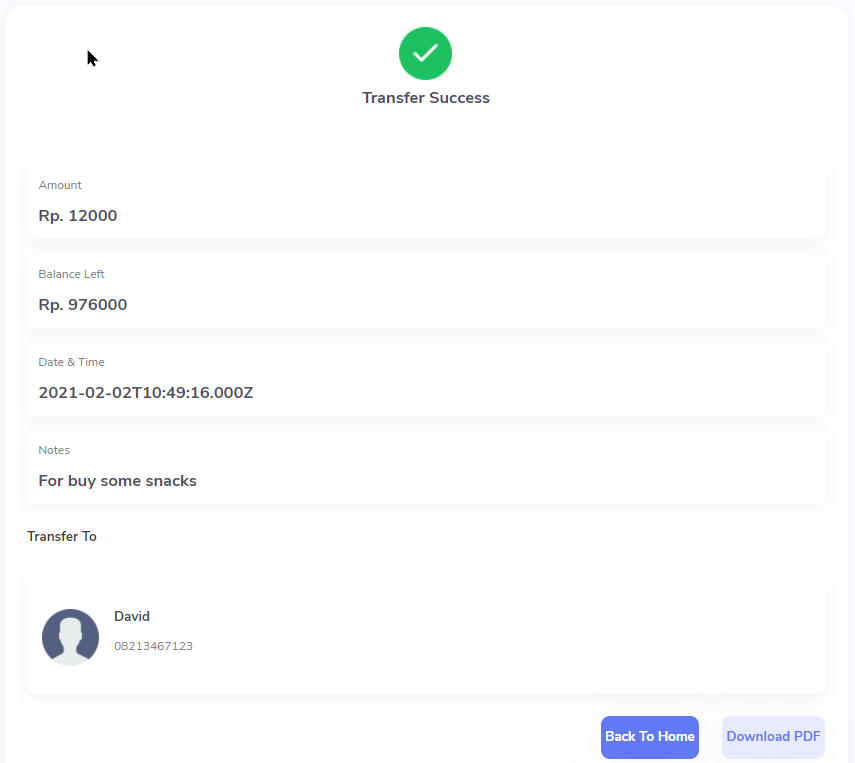 Transfer Success
Amount
Rp. 12000
Balance Left
Rp. 976000
Date & Time
2021-02-02T10:49:16.000Z
Notes
For buy some snacks
Transfer To
David
08213467123
Back To Home
Download PDF